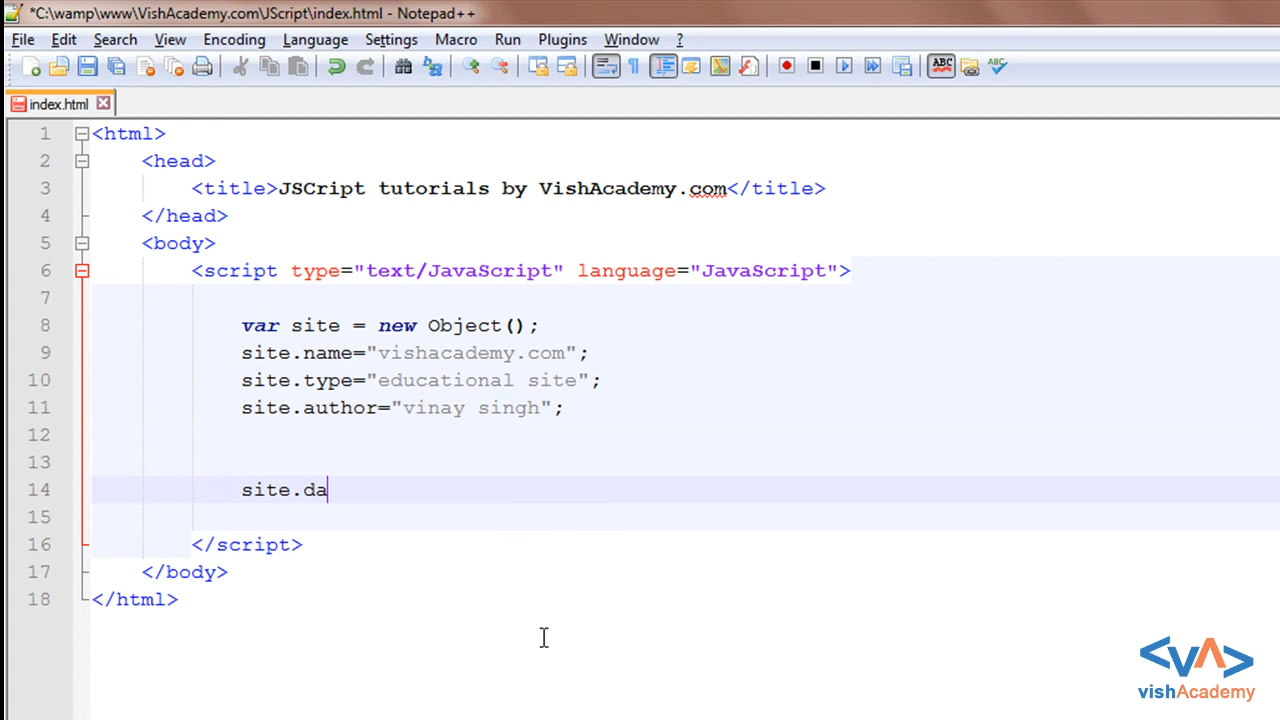 *C:\wamp\www\VishAcademy.com\JScript\index.html - Notepad++
File Edit Search View Encoding Language Settings Macro Run Plugins Window ?
ABC ABC
index.html
1 <html>
2 <head>
3 <title>JSCript tutorials by VishAcademy.com</title>
4 </head>
5 <body>
6 <script type="text/JavaScript" language="JavaScript">
7
8 var site = new Object();
9 site.name="vishacademy.com";
10 site.type="educational site";
11 site.author="vinay singh";
12
13
14 site.da
15
16 </script>
17 </body>
18 </html>
<VA>
vishAcademy